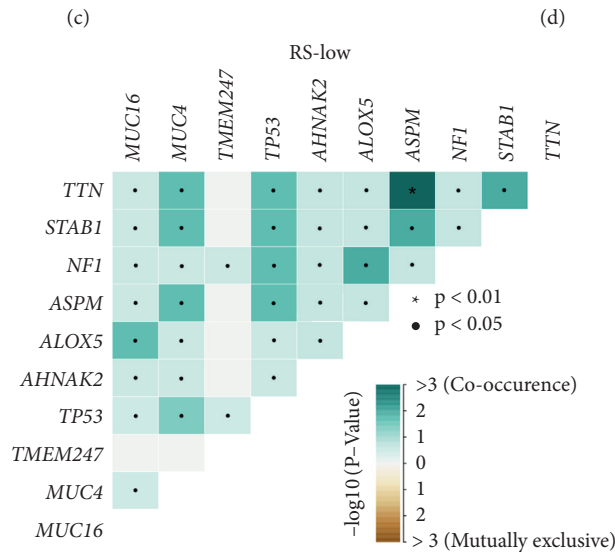 (c)
(d)
RS-low
MUC16
MUC4
TMEM247
TP53
AHNAK2
ALOX5
ASPM
NF1
STAB1
TTN
TTN
STAB1
NF1
ASPM
ALOX5
AHNAK2
TP53
TMEM247
MUC4
MUC16
* p < 0.01
• p < 0.05
−log10 (P−Value)
>3 (Co-occurence)
2
1
0
1
2
> 3 (Mutually exclusive)